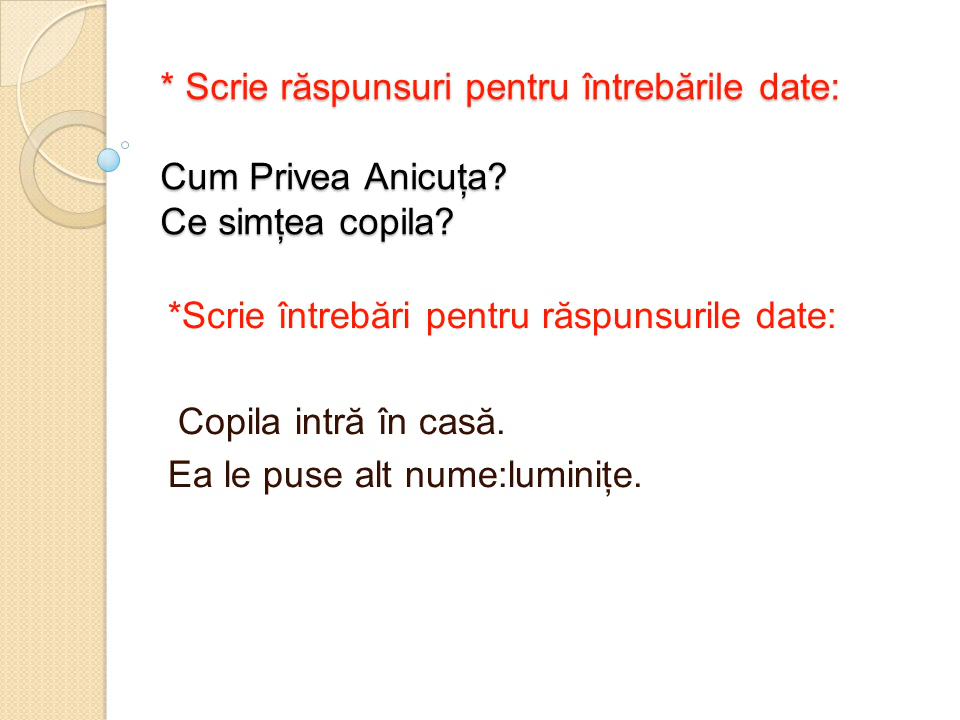 * Scrie răspunsuri pentru întrebările date:
Cum Privea Anicuța?
Ce simțea copila?
*Scrie întrebări pentru răspunsurile date:
Copila intră în casă.
Ea le puse alt nume:luminițe.